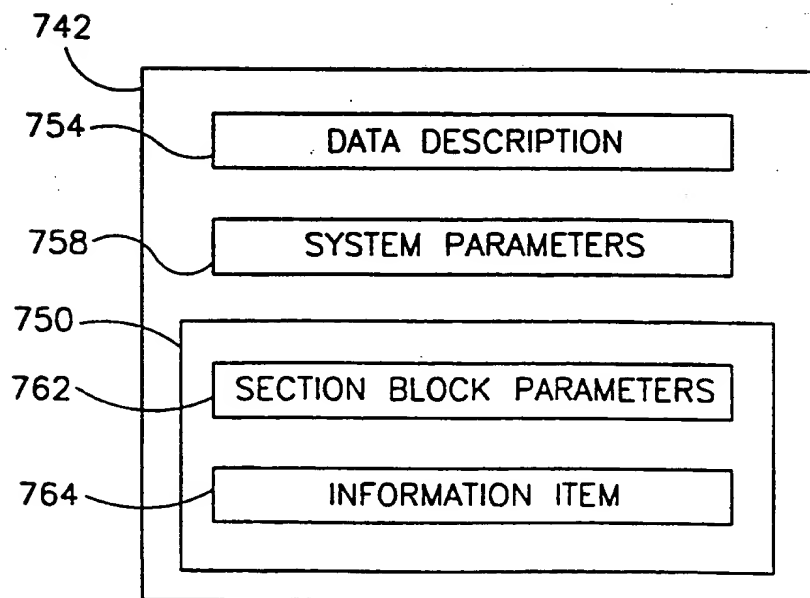 742
754
DATA DESCRIPTION
758
SYSTEM PARAMETERS
750
762
SECTION BLOCK PARAMETERS
764
INFORMATION ITEM